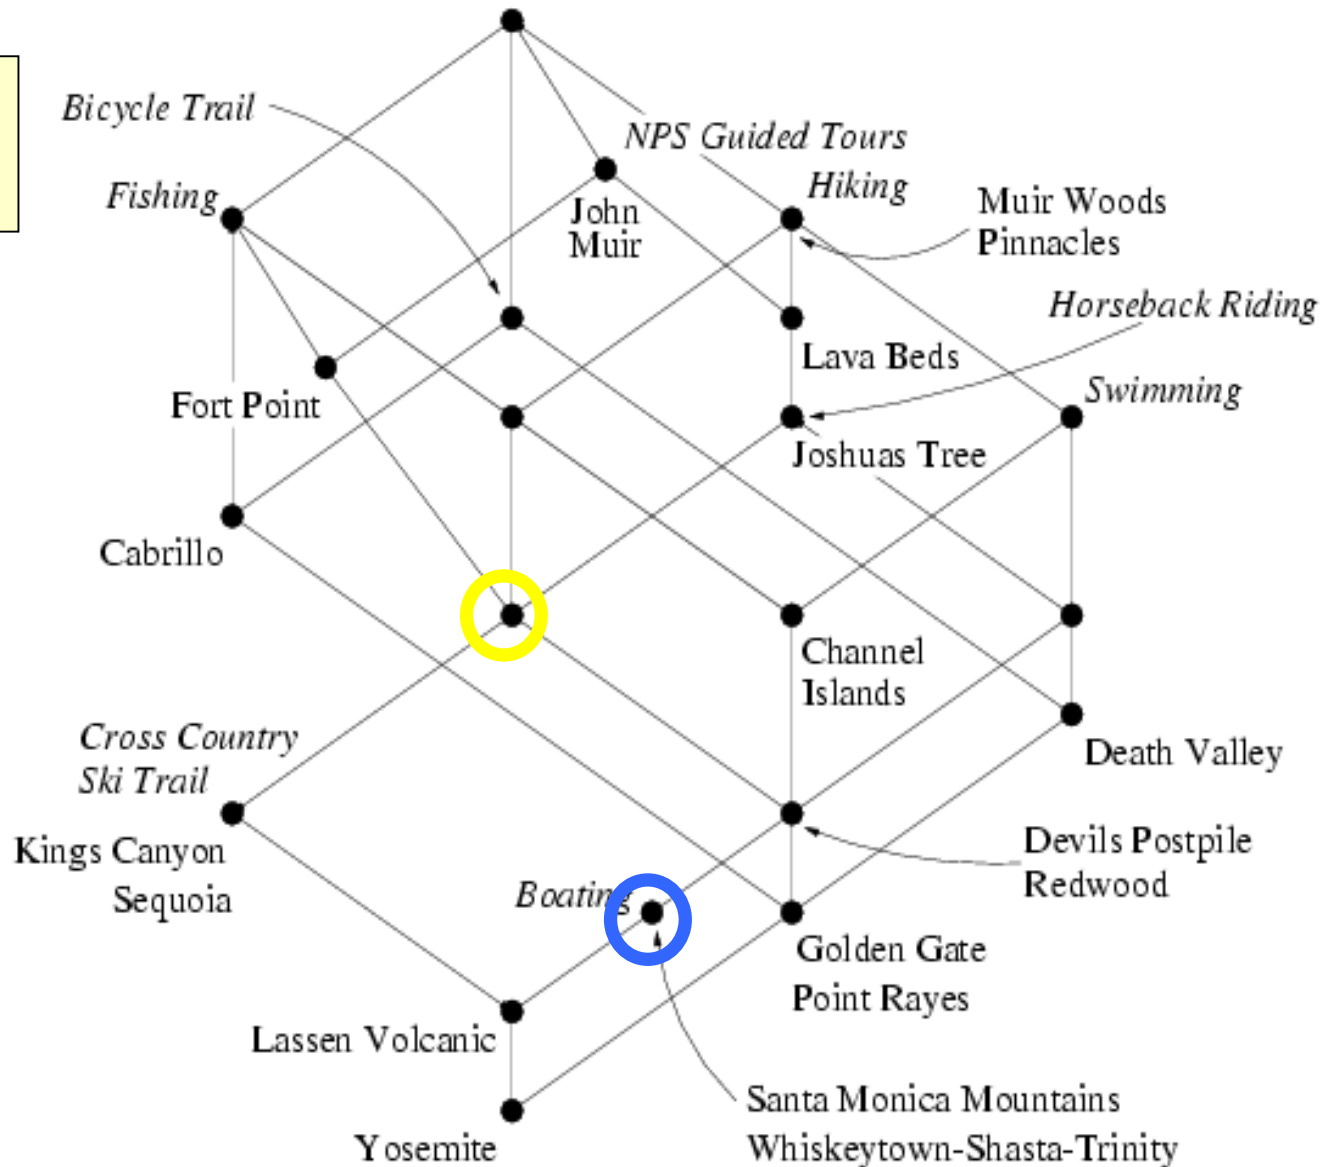 Bicycle Trail
NPS Guided Tours
Fishing
Hiking
John
Muir
Muir Woods
Pinnacles
Horseback Riding
Lava Beds
Swimming
Fort Point
Joshuas Tree
Cabrillo
Channel
Islands
Cross Country
Ski Trail
Death Valley
Kings Canyon
Sequoia
Devils Postpile
Redwood
Boating
Golden Gate
Point Rayes
Lassen Volcanic
Santa Monica Mountains
Whiskeytown-Shasta-Trinity
Yosemite